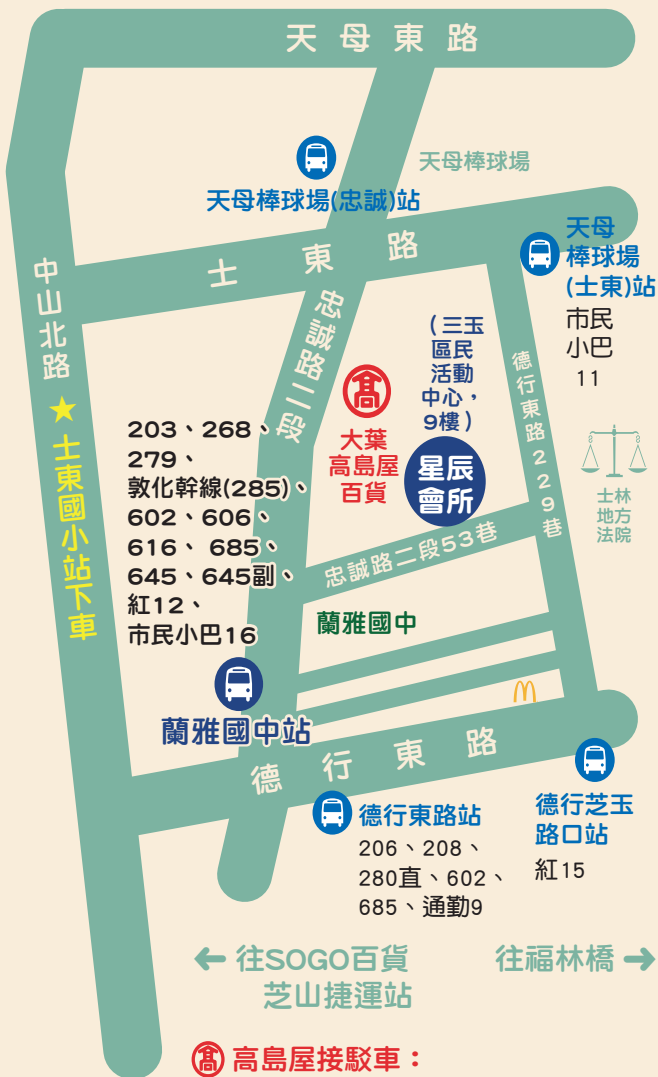 天母東路
天母棒球場
天母棒球場(忠誠)站
士東路
天母
棒球場
(士東)站
市民
小巴
11
中山北路
★士東國小站下車
忠誠路二段
(三玉
區民
活動
中心，
9樓)
德行東路229巷
髙
大葉
高島屋
百貨
星辰
會所
士林
地方
法院
203、268、
279、
敦化幹線(285)、
602、606、
616、685、
645、645副、
紅12、
市民小巴16
忠誠路二段53巷
蘭雅國中
蘭雅國中站
德行東路
德行東路站
206、208、
280直、602、
685、通勤9
德行芝玉
路口站
紅15
←往SOGO百貨
芝山捷運站
往福林橋→
髙 高島屋接駁車：